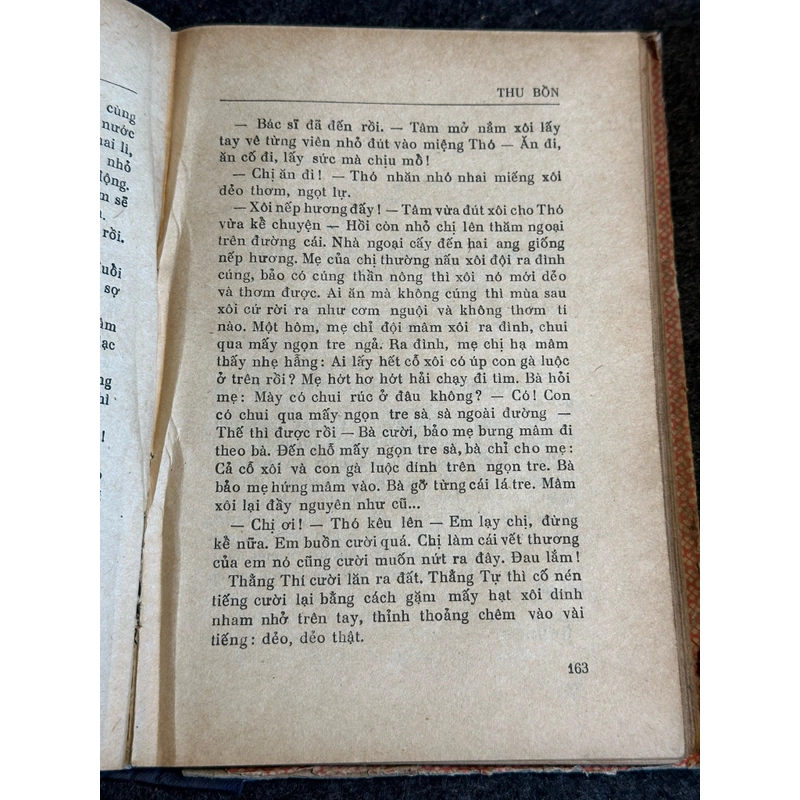 cùng
nước
hai lì,
nhỏ
rồi.
sợ
THU BỒN
— Bác sĩ đã đến rồi. — Tâm mở nắm xôi lấy
tay vê từng viên nhỏ đút vào miệng Thó — Ăn đi,
ăn cố đi, lấy sức mà chịu mổ!
— Chị ăn đi! — Thó nhăn nhó nhai miếng xôi
dẻo thơm, ngọt lự.
— Xôi nếp hương đấy! — Tâm vừa đút xôi cho Thó
vừa kể chuyện — Hồi còn nhỏ chị lên thăm ngoại
trên đường cái. Nhà ngoại cấy đến hai ang giống
nếp hương. Mẹ của chị thường nấu xôi đội ra đình
cúng, bảo có cúng thần nông thì xôi nó mới dẻo
và thơm được. Ai ăn mà không cúng thì mùa sau
xôi cứ rời ra như cơm nguội và không thơm tí
nào. Một hôm, mẹ chỉ đội mâm xôi ra đình, chui
qua mấy ngọn tre ngả. Ra đình, mẹ chị hạ mâm
thấy nhẹ hẫng: Ai lấy hết cỗ xôi có úp con gà luộc
ở trên rồi? Mẹ hớt hơ hớt hải chạy đi tìm. Bà hỏi
mẹ: Mày có chui rúc ở đâu không? — Có! Con
có chui qua mấy ngọn tre sà, sà ngoài đường —
Thế thì được rồi — Bà cười, bảo mẹ bưng mâm đi
theo bà. Đến chỗ mấy ngọn tre sà, bà chỉ cho mẹ:
Cả cỗ xôi và con gà luộc dính trên ngọn tre. Bà
bảo mẹ hứng mâm vào. Bà gỡ từng cái lá tre. Mâm
xôi lại đầy nguyên như cũ...
— Chị ơi! — Thó kêu lên — Em lạy chị, đừng
kể nữa. Em buồn cười quá. Chị làm cái vết thương
của em nó cũng cười muốn nứt ra đây. Đau lắm!
Thằng Thí cười lăn ra đất. Thằng Tự thì cố nén
tiếng cười lại bằng cách gặm mấy hạt xôi dính
nham nhở trên tay, thỉnh thoảng chêm vào vài
tiếng: dẻo, dẻo thật.
163